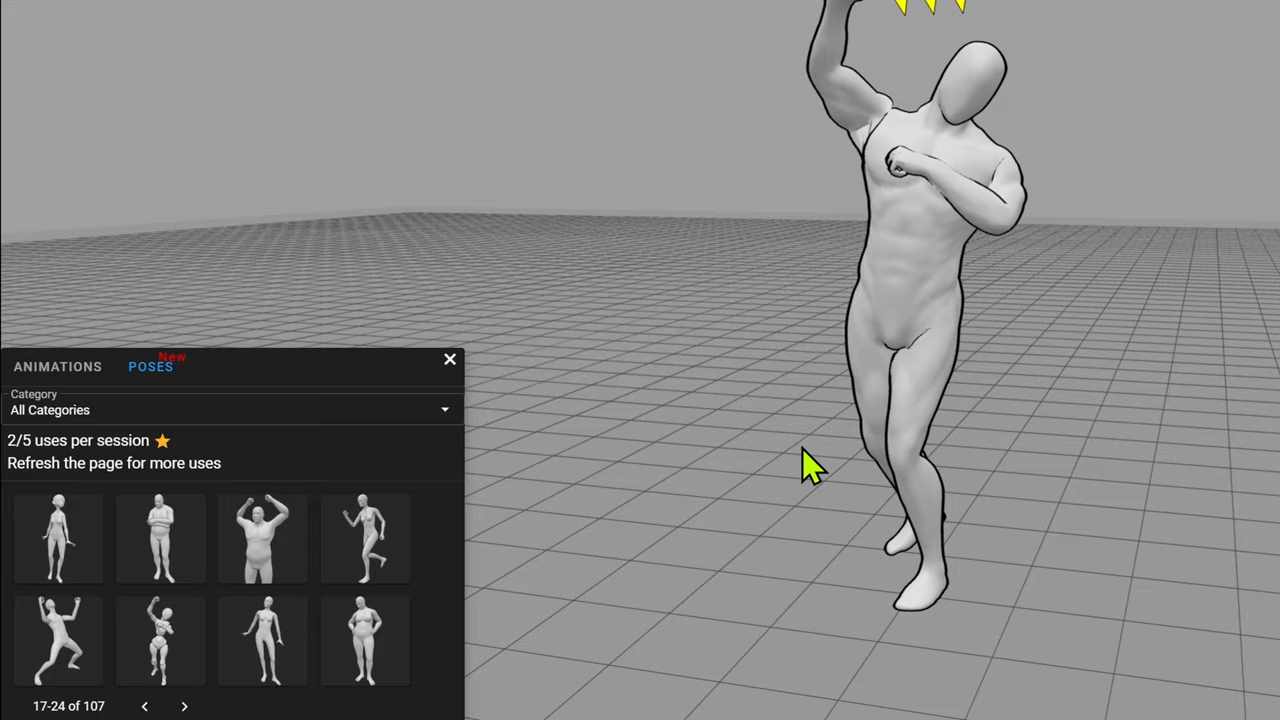 New
ANIMATIONS POSES
Category
All Categories
2/5 uses per session
Refresh the page for more uses
17-24 of 107